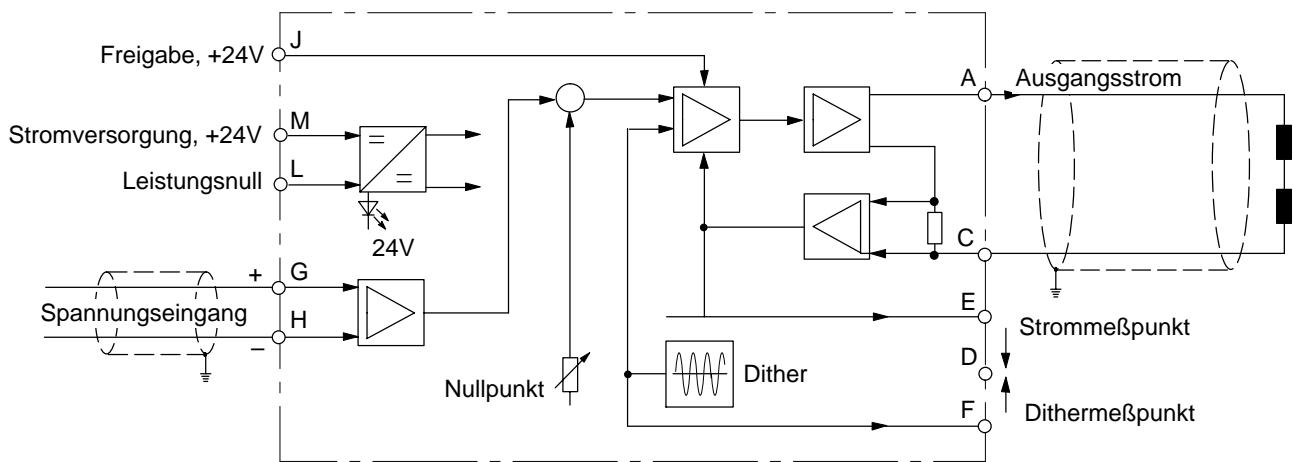 Freigabe, +24V
J
A
Ausgangsstrom
Stromversorgung, +24V
M
Leistungsnull
L
=
=
24V
C
+
G
Spannungseingang
H
–
E
Strommeßpunkt
D
Nullpunkt
Dither
F
Dithermeßpunkt